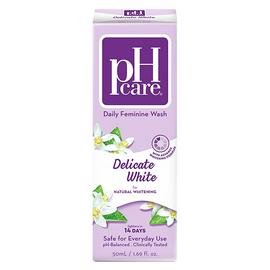 pH
care®
Daily Feminine Wash
Delicate
White
for
NATURAL WHITENING
14 DAYS
Safe for Everyday Use
pH-Balanced . Clinically Tested
50mL / 1.69 fl. oz.